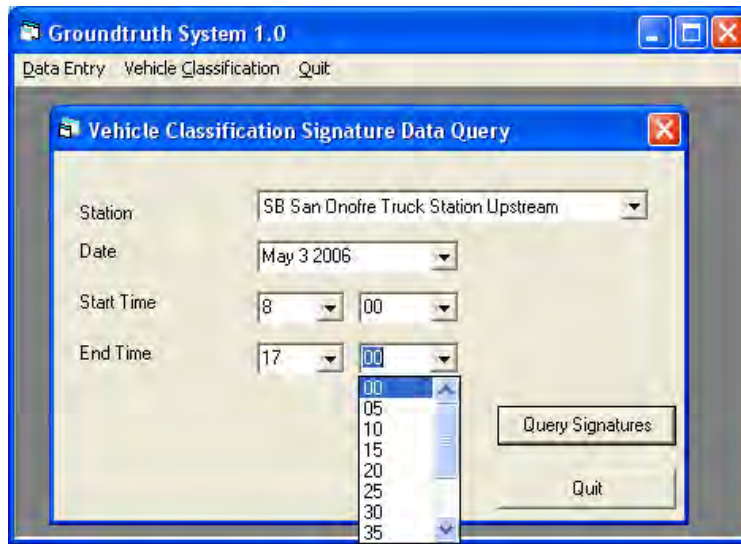 Groundtruth System 1.0
Data Entry Vehicle Classification Quit
Vehicle Classification Signature Data Query
Station SB San Onofre Truck Station Upstream
Date May 3 2006
Start Time 8 00
End Time 17 00
00
05
10
15
20
25
30
35
Query Signatures
Quit